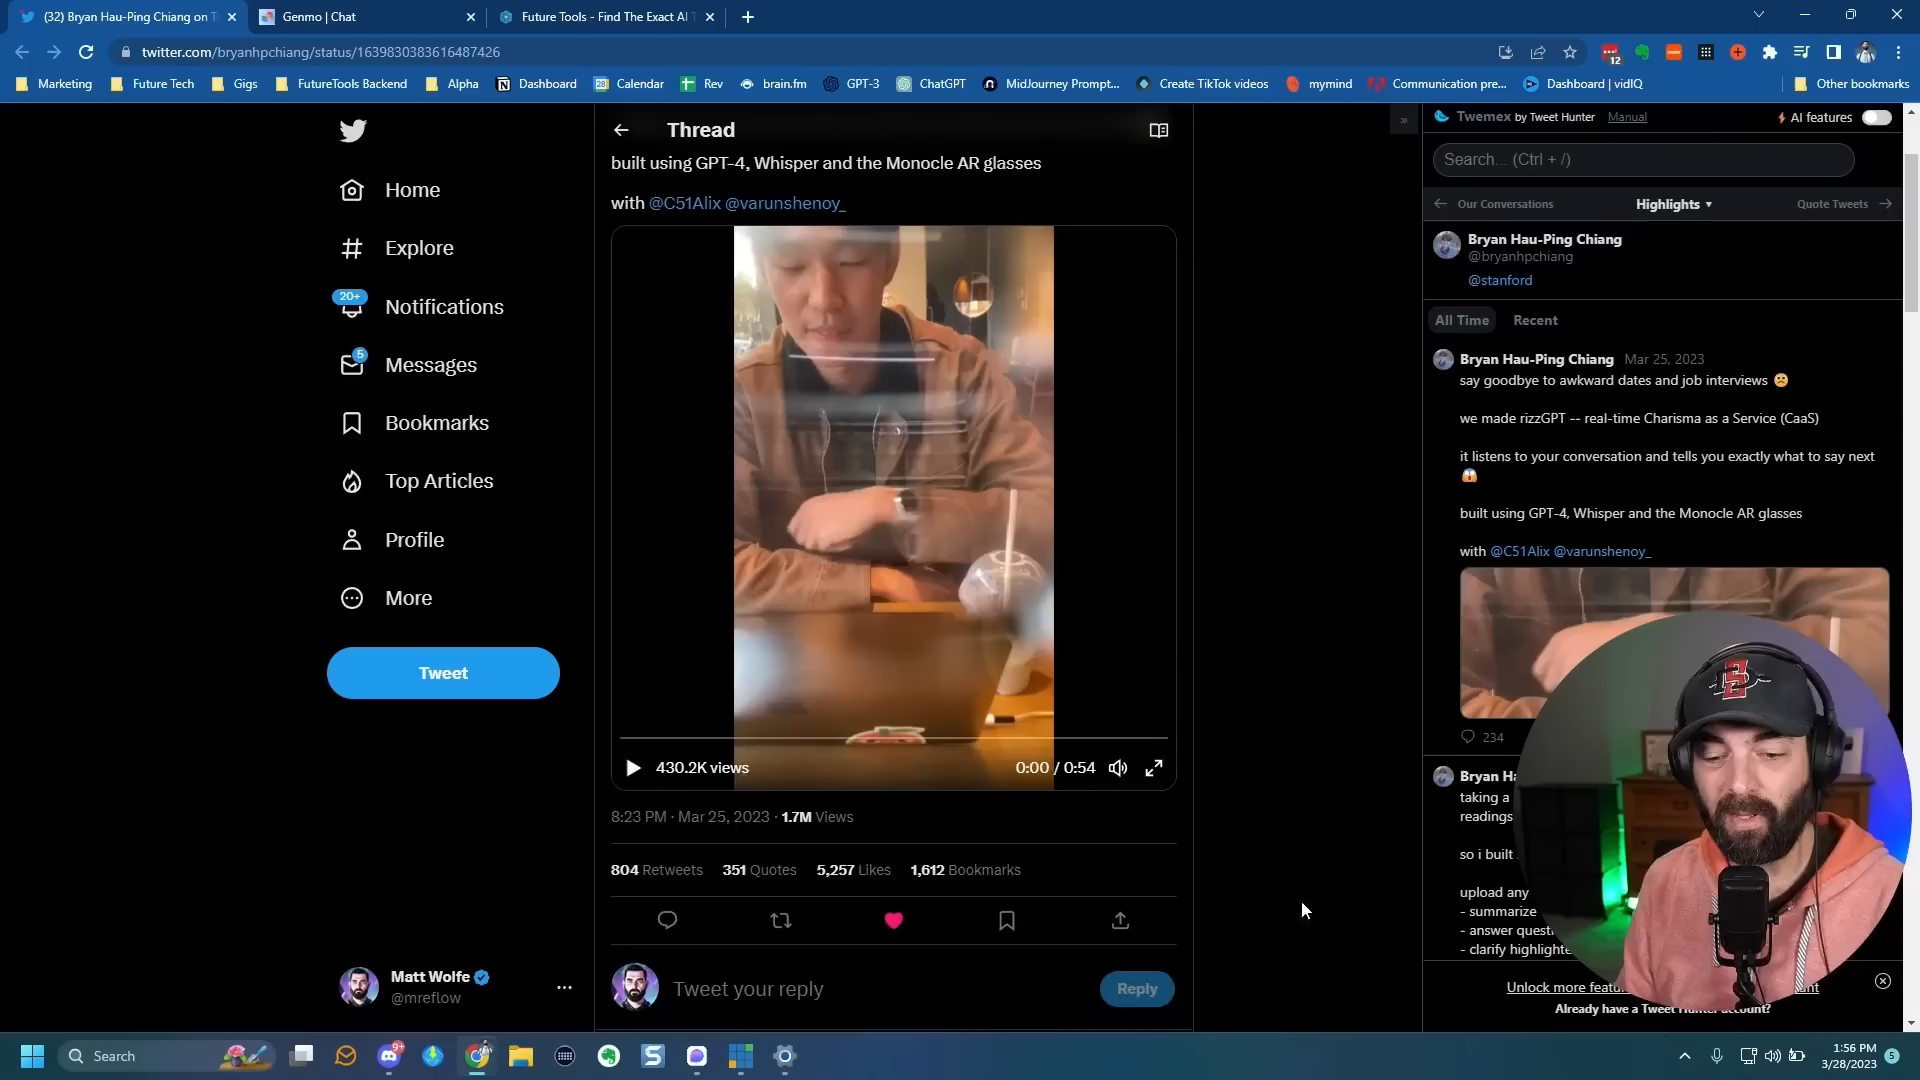 (32) Bryan Hau-Ping Chiang on T
Genmo | Chat
Future Tools - Find The Exact AI T
twitter.com/bryanhpchiang/status/1639830383616487426
12
Marketing
Future Tech
Gigs
FutureTools Backend
Alpha
Dashboard
Calendar
Rev
brain.fm
GPT-3
ChatGPT
MidJourney Prompt...
Create TikTok videos
mymind
Communication pre...
Dashboard | vidIQ
Other bookmarks
Home
Explore
20+
Notifications
5
Messages
Bookmarks
Top Articles
Profile
More
Tweet
Matt Wolfe
@mreflow
Thread
built using GPT-4, Whisper and the Monocle AR glasses
with @C51Alix @varunshenoy_
430.2K views
0:00 / 0:54
8:23 PM · Mar 25, 2023 · 1.7M Views
804 Retweets 351 Quotes 5,257 Likes 1,612 Bookmarks
Tweet your reply
Reply
Twemex by Tweet Hunter Manual
AI features
Search... (Ctrl + /)
Our Conversations
Highlights
Quote Tweets
Bryan Hau-Ping Chiang
@bryanhpchiang
@stanford
All Time
Recent
Bryan Hau-Ping Chiang Mar 25, 2023
say goodbye to awkward dates and job interviews
we made rizzGPT -- real-time Charisma as a Service (CaaS)
it listens to your conversation and tells you exactly what to say next
built using GPT-4, Whisper and the Monocle AR glasses
with @C51Alix @varunshenoy_
234
Bryan
taking a
readings
so i built
upload any
- summarize
- answer
- clarify
Unlock more
Already have a Tweet Hunter account?
Search
9+
1:56 PM
3/28/2023
5